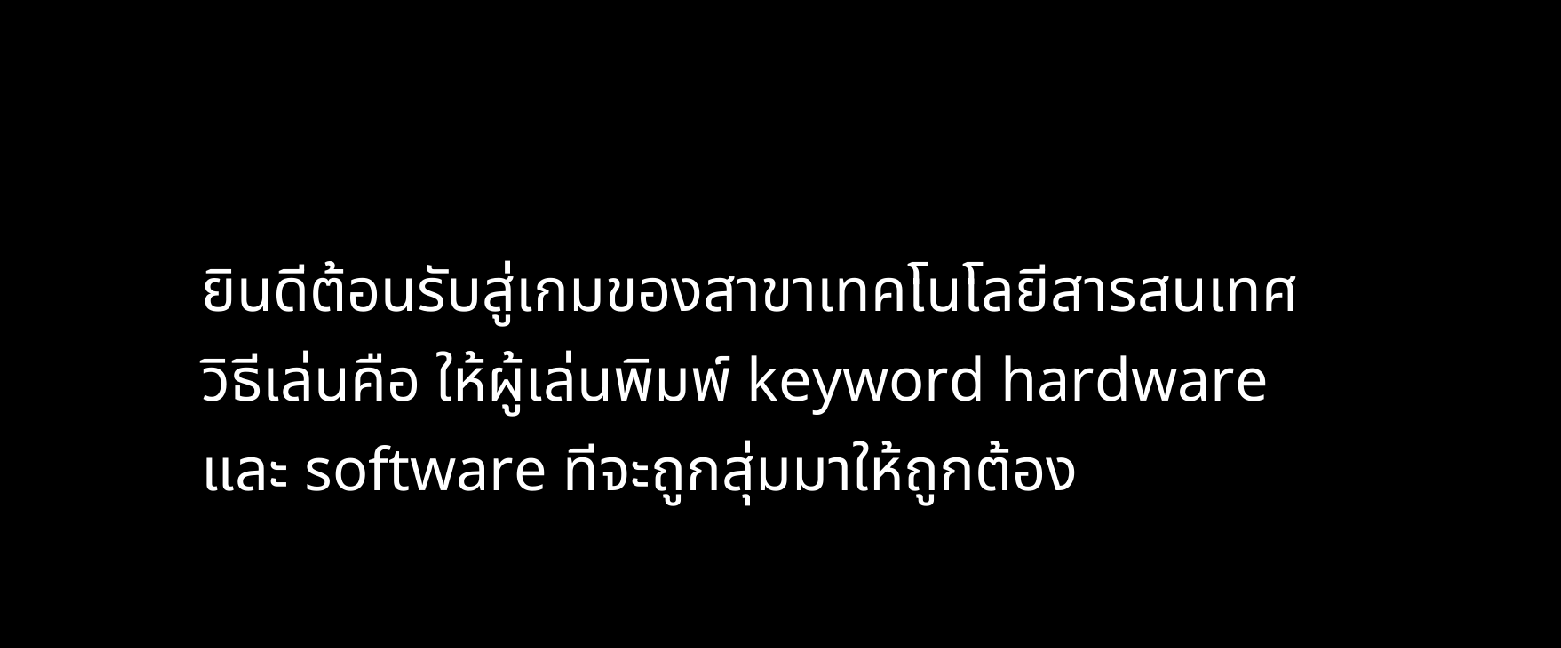 ยินดีต้อนรับสู่เกมของสาขาเทคโนโลยีสารสนเทศ
วิธีเล่นคือ ให้ผู้เล่นพิมพ์ keyword hardware
และ software ทีจะถูกสุ่มมาให้ถูกต้อง